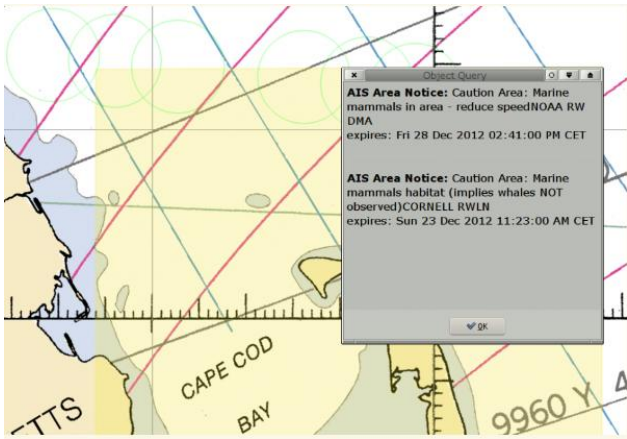 Object Query
AIS Area Notice: Caution Area: Marine
mammals in area - reduce speedNOAA RW
DMA
expires: Fri 28 Dec 2012 02:41:00 PM CET
AIS Area Notice: Caution Area: Marine
mammals habitat (implies whales NOT
observed)CORNELL RWLN
expires: Sun 23 Dec 2012 11:23:00 AM CET
OK
CAPE COD
BAY
ETTS
9960 Y 4